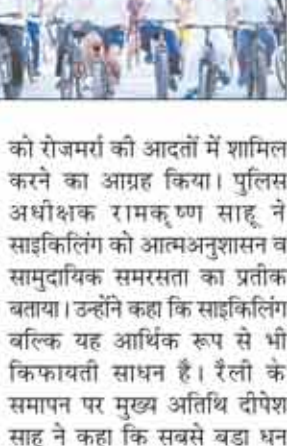 को रोजमर्रा की आदतों में शामिल
करने का आग्रह किया। पुलिस
अधीक्षक रामकृष्ण साहू ने
साइकिलिंग को आत्मअनुशासन व
सामुदायिक समरसता का प्रतीक
बताया। उन्होंने कहा कि साइकिलिंग
बल्कि यह आर्थिक रूप से भी
किफायती साधन है। रैली के
समापन पर मुख्य अतिथि दीपेश
साहू ने कहा कि सबसे बड़ा धन